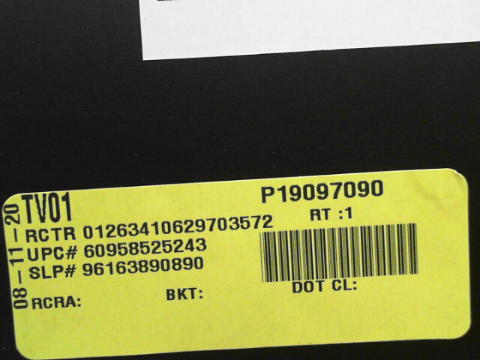 08-11-20
TV01
P19097090
RCTR 01263410629703572
RT :1
UPC# 60958525243
SLP# 96163890890
RCRA:
BKT:
DOT CL: